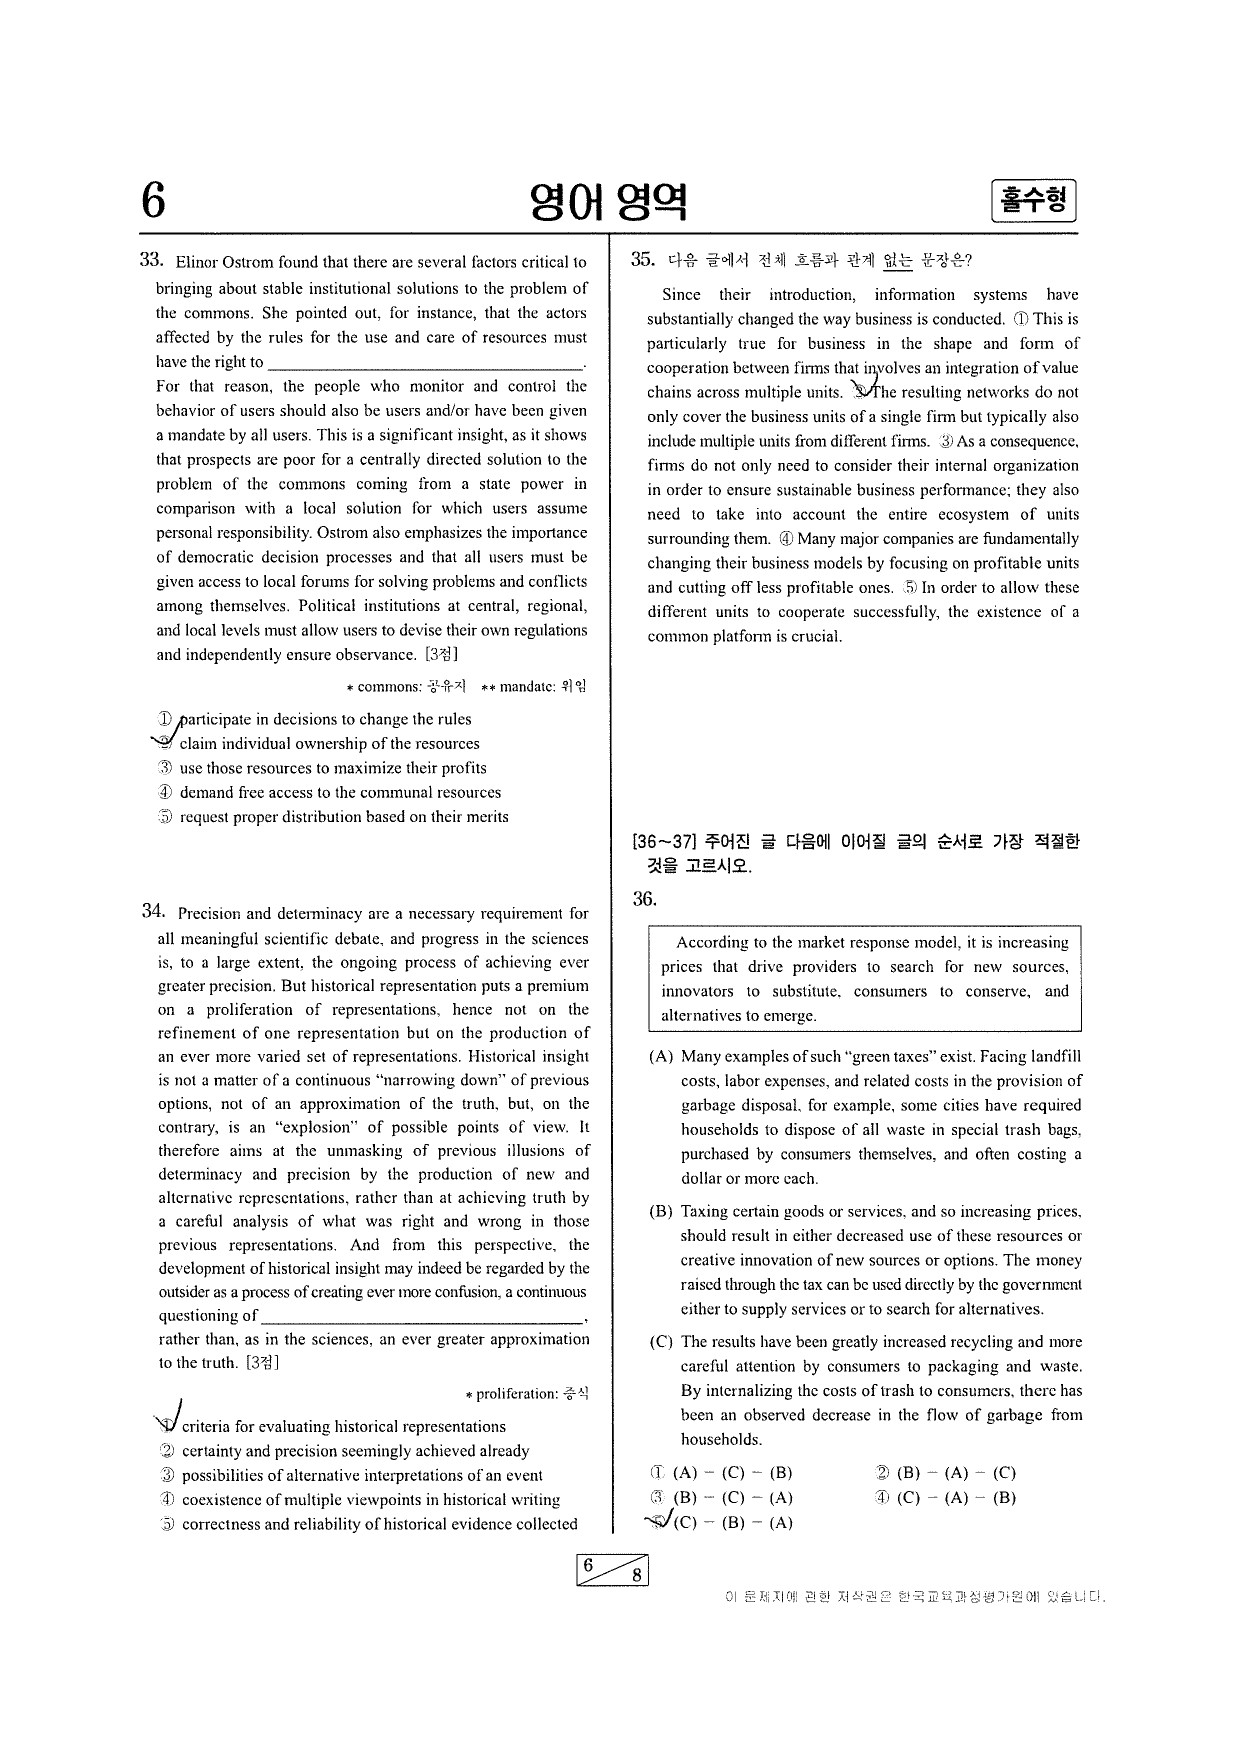 6
영어 영역
홀수형
33. Elinor Ostrom found that there are several factors critical to
bringing about stable institutional solutions to the problem of
the commons. She pointed out, for instance, that the actors
affected by the rules for the use and care of resources must
have the right to ______________________________.
For that reason, the people who monitor and control the
behavior of users should also be users and/or have been given
a mandate by all users. This is a significant insight, as it shows
that prospects are poor for a centrally directed solution to the
problem of the commons coming from a state power in
comparison with a local solution for which users assume
personal responsibility. Ostrom also emphasizes the importance
of democratic decision processes and that all users must be
given access to local forums for solving problems and conflicts
among themselves. Political institutions at central, regional,
and local levels must allow users to devise their own regulations
and independently ensure observance. [3점]
* commons: 공유지 ** mandate: 위임
① participate in decisions to change the rules
② claim individual ownership of the resources
③ use those resources to maximize their profits
④ demand free access to the communal resources
⑤ request proper distribution based on their merits
34. Precision and determinacy are a necessary requirement for
all meaningful scientific debate, and progress in the sciences
is, to a large extent, the ongoing process of achieving ever
greater precision. But historical representation puts a premium
on a proliferation of representations, hence not on the
refinement of one representation but on the production of
an ever more varied set of representations. Historical insight
is not a matter of a continuous “narrowing down” of previous
options, not of an approximation of the truth, but, on the
contrary, is an “explosion” of possible points of view. It
therefore aims at the unmasking of previous illusions of
determinacy and precision by the production of new and
alternative representations, rather than at achieving truth by
a careful analysis of what was right and wrong in those
previous representations. And from this perspective, the
development of historical insight may indeed be regarded by the
outsider as a process of creating ever more confusion, a continuous
questioning of ______________________________,
rather than, as in the sciences, an ever greater approximation
to the truth. [3점]
* proliferation: 증식
① criteria for evaluating historical representations
② certainty and precision seemingly achieved already
③ possibilities of alternative interpretations of an event
④ coexistence of multiple viewpoints in historical writing
⑤ correctness and reliability of historical evidence collected
35. 다음 글에서 전체 흐름과 관계 없는 문장은?
Since their introduction, information systems have
substantially changed the way business is conducted. ① This is
particularly true for business in the shape and form of
cooperation between firms that involves an integration of value
chains across multiple units. ② The resulting networks do not
only cover the business units of a single firm but typically also
include multiple units from different firms. ③ As a consequence,
firms do not only need to consider their internal organization
in order to ensure sustainable business performance; they also
need to take into account the entire ecosystem of units
surrounding them. ④ Many major companies are fundamentally
changing their business models by focusing on profitable units
and cutting off less profitable ones. ⑤ In order to allow these
different units to cooperate successfully, the existence of a
common platform is crucial.
[36~37] 주어진 글 다음에 이어질 글의 순서로 가장 적절한
것을 고르시오.
36.
According to the market response model, it is increasing
prices that drive providers to search for new sources,
innovators to substitute, consumers to conserve, and
alternatives to emerge.
(A) Many examples of such “green taxes” exist. Facing landfill
costs, labor expenses, and related costs in the provision of
garbage disposal, for example, some cities have required
households to dispose of all waste in special trash bags,
purchased by consumers themselves, and often costing a
dollar or more each.
(B) Taxing certain goods or services, and so increasing prices,
should result in either decreased use of these resources or
creative innovation of new sources or options. The money
raised through the tax can be used directly by the government
either to supply services or to search for alternatives.
(C) The results have been greatly increased recycling and more
careful attention by consumers to packaging and waste.
By internalizing the costs of trash to consumers, there has
been an observed decrease in the flow of garbage from
households.
① (A) − (C) − (B) ② (B) − (A) − (C)
③ (B) − (C) − (A) ④ (C) − (A) − (B)
⑤ (C) − (B) − (A)
6
8
이 문제지에 관한 저작권은 한국교육과정평가원에 있습니다.